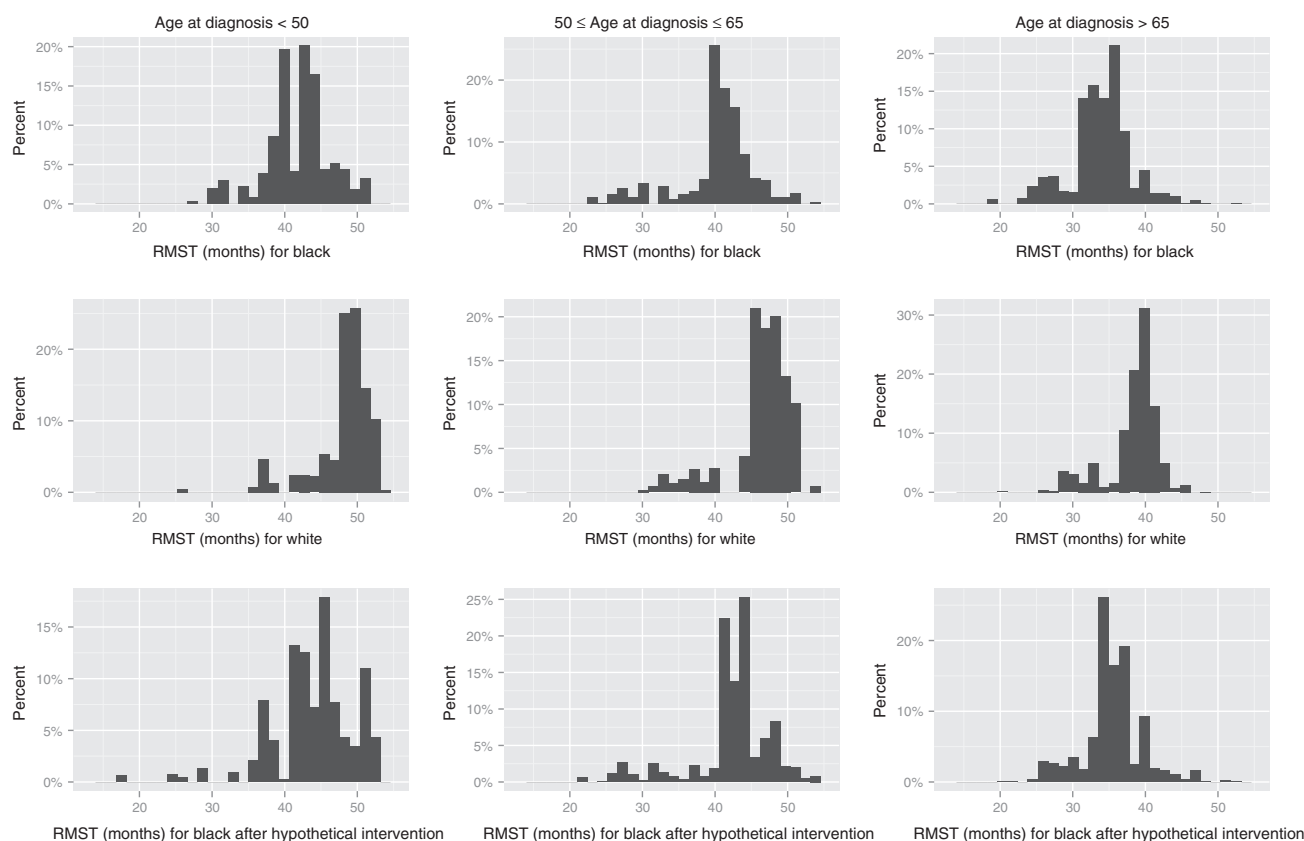 Age at diagnosis < 50
50 ≤ Age at diagnosis ≤ 65
Age at diagnosis > 65
Percent
20%
15%
10%
5%
0%
20 30 40 50
RMST (months) for black
Percent
20%
10%
0%
20 30 40 50
RMST (months) for black
Percent
20%
15%
10%
5%
0%
20 30 40 50
RMST (months) for black
Percent
20%
10%
0%
20 30 40 50
RMST (months) for white
Percent
20%
15%
10%
5%
0%
20 30 40 50
RMST (months) for white
Percent
30%
20%
10%
0%
20 30 40 50
RMST (months) for white
Percent
15%
10%
5%
0%
20 30 40 50
RMST (months) for black after hypothetical intervention
Percent
25%
20%
15%
10%
5%
0%
20 30 40 50
RMST (months) for black after hypothetical intervention
Percent
20%
10%
0%
20 30 40 50
RMST (months) for black after hypothetical intervention